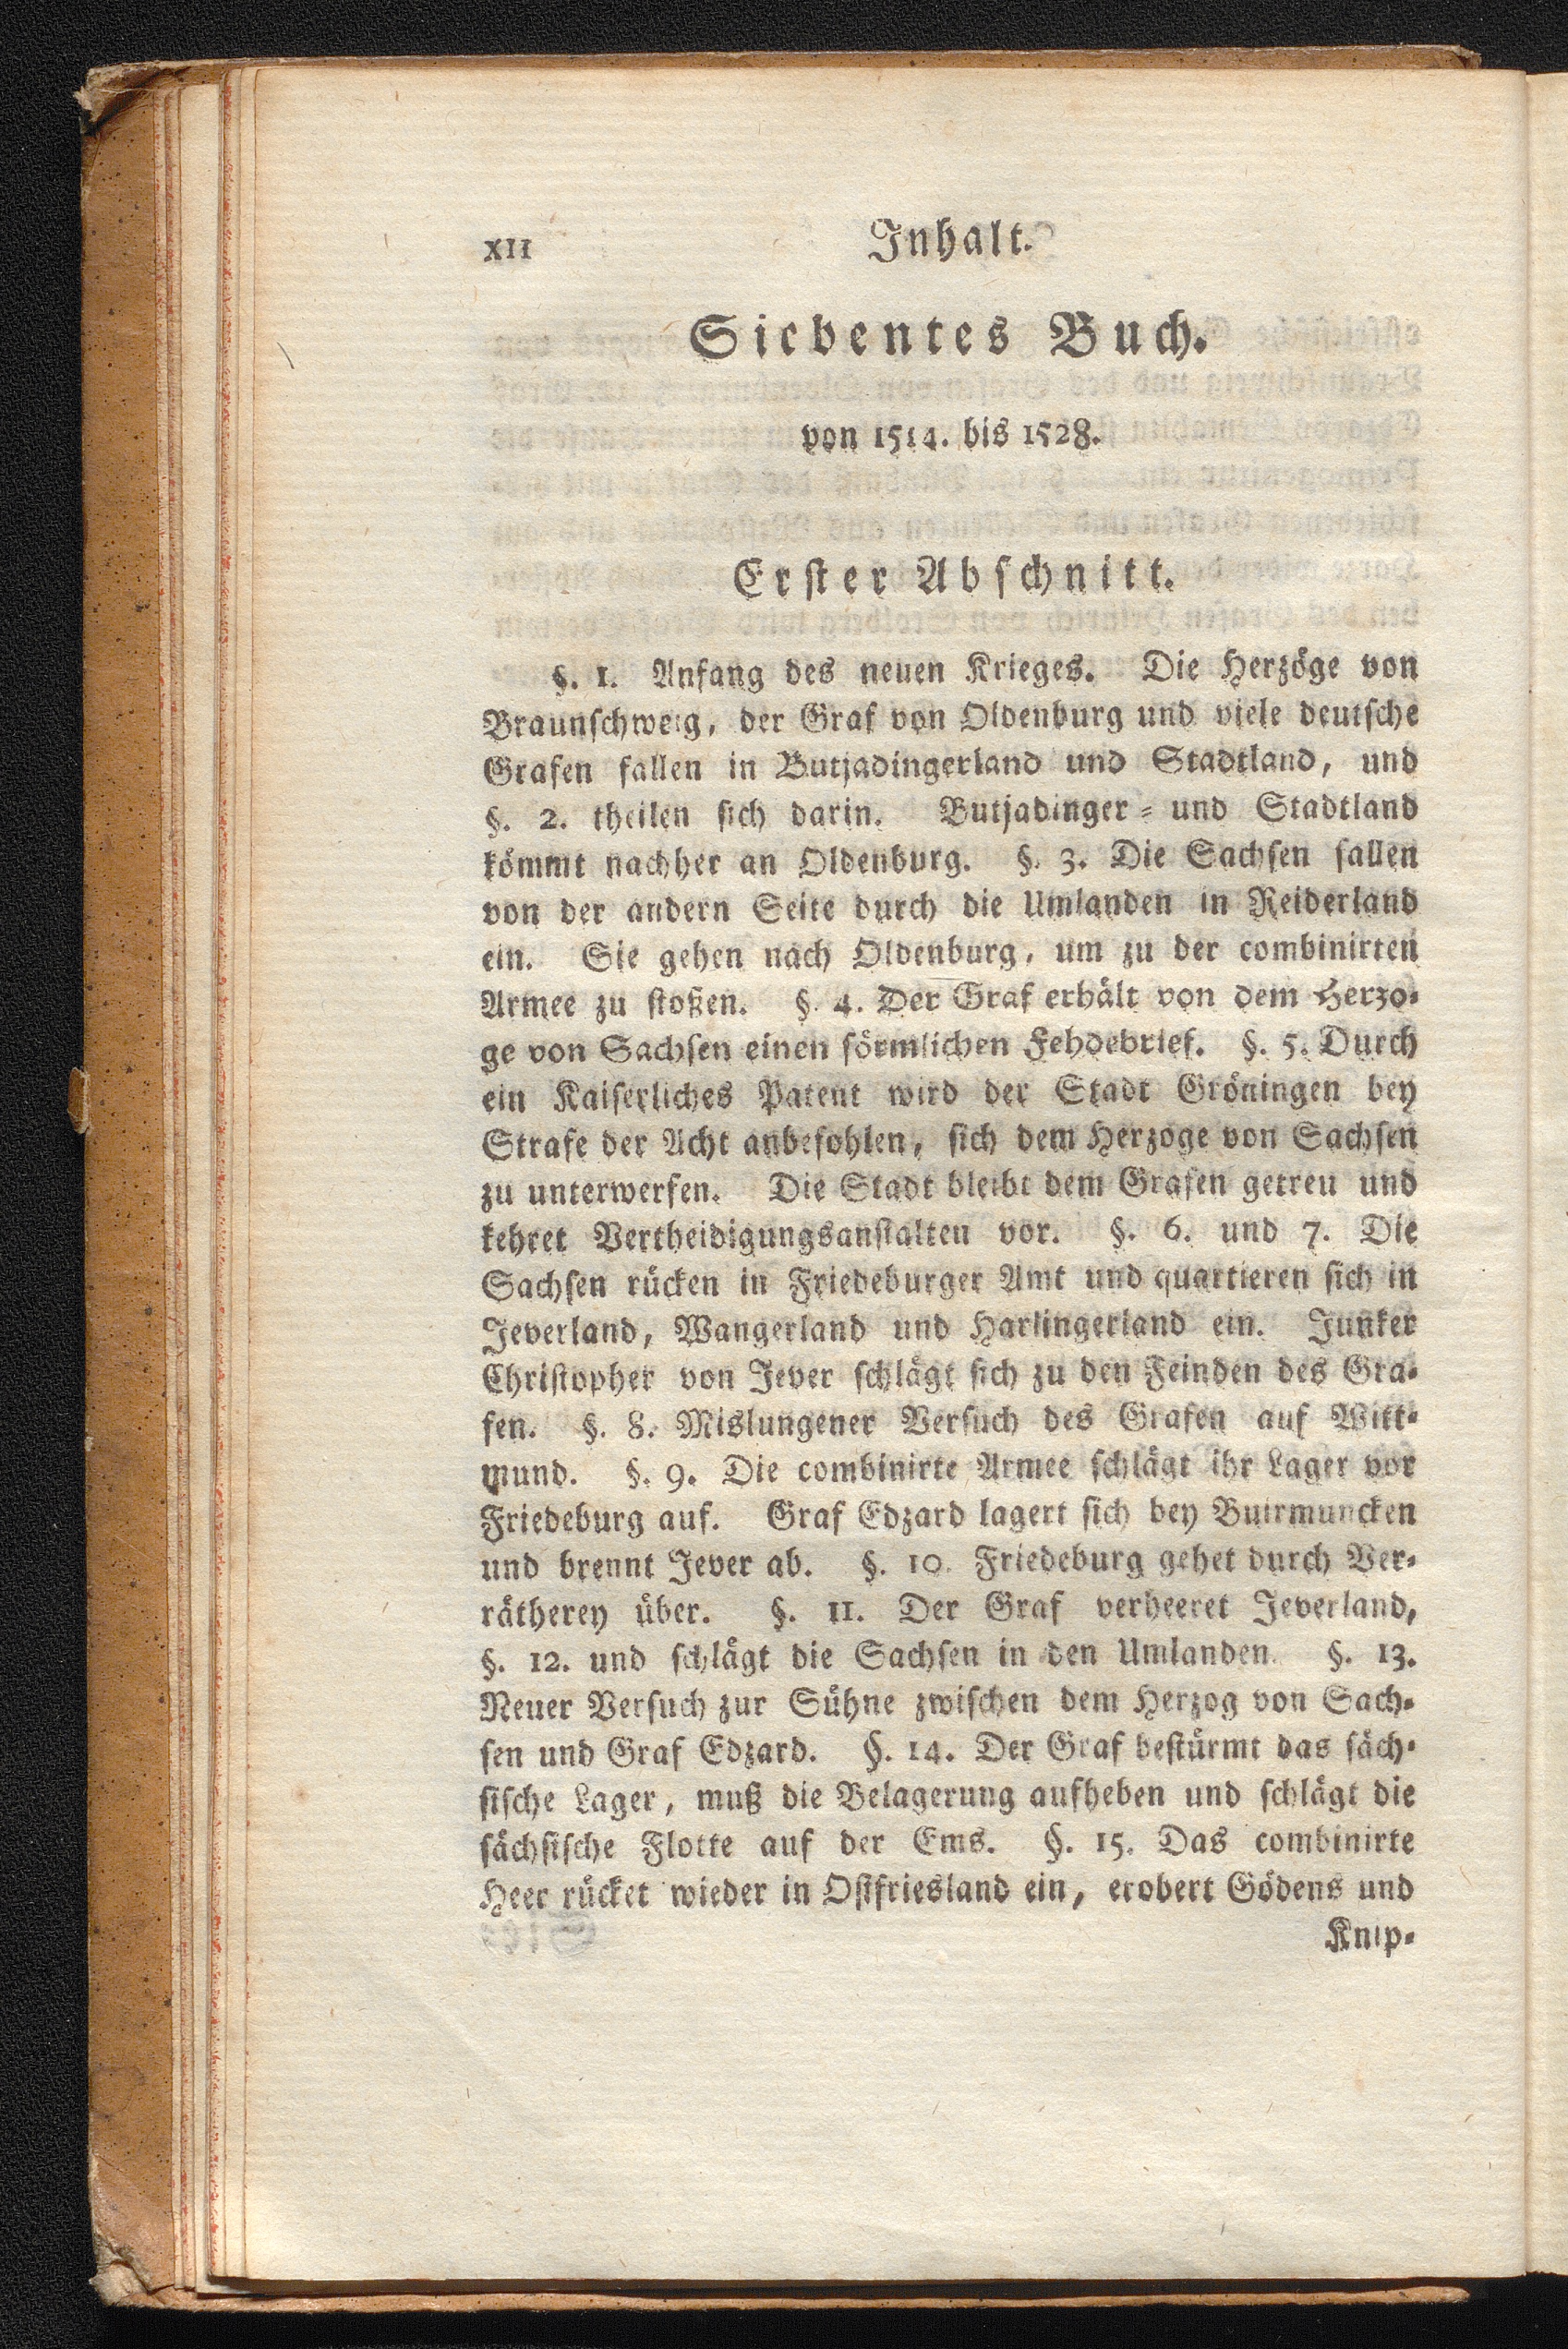 XII Inhalt.
Siebentes Buch.
von 1514. bis 1528.
Erster Abschnitt.
§. 1. Anfang des neuen Krieges. Die Herzöge von
Braunschweig, der Graf von Oldenburg und viele deutsche
Grafen fallen in Butjadingerland und Stadtland, und
§. 2. theilen sich darin. Butjadinger- und Stadtland
kömmt nachher an Oldenburg. §. 3. Die Sachsen fallen
von der andern Seite durch die Umlanden in Reiderland
ein. Sie gehen nach Oldenburg, um zu der combinirten
Armee zu stoßen. §. 4. Der Graf erhält von dem Herzo-
ge von Sachsen einen förmlichen Fehdebrief. §. 5. Durch
ein Kaiserliches Patent wird der Stadt Gröningen bey
Strafe der Acht anbefohlen, sich dem Herzoge von Sachsen
zu unterwerfen. Die Stadt bleibt dem Grafen getreu und
kehret Vertheidigungsanstalten vor. §. 6. und 7. Die
Sachsen rücken in Friedeburger Amt und quartieren sich in
Jeverland, Wangerland und Harlingerland ein. Junker
Christopher von Jever schlägt sich zu den Feinden des Gra-
fen. §. 8. Mislungener Versuch des Grafen auf Witt-
mund. §. 9. Die combinirte Armee schlägt ihr Lager vor
Friedeburg auf. Graf Edzard lagert sich bey Buirmuncken
und brennt Jever ab. §. 10. Friedeburg gehet durch Ver-
rätherey über. §. 11. Der Graf verheeret Jeverland,
§. 12. und schlägt die Sachsen in den Umlanden. §. 13.
Neuer Versuch zur Sühne zwischen dem Herzog von Sach-
sen und Graf Edzard. §. 14. Der Graf bestürmt das säch-
sische Lager, muß die Belagerung aufheben und schlägt die
sächsische Flotte auf der Ems. §. 15. Das combinirte
Heer rücket wieder in Ostfriesland ein, erobert Gödens und
Knip-